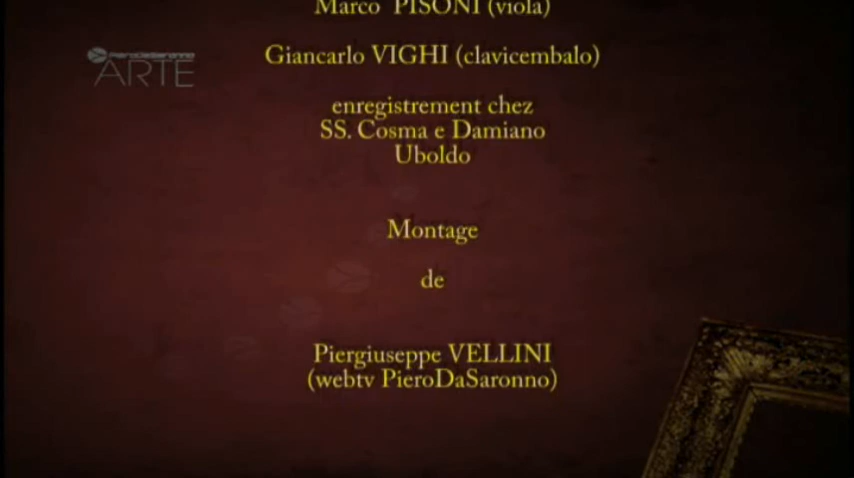 Marco PISONI (viola)
PieroDaSaronno
ARTE
Giancarlo VIGHI (clavicembalo)
enregistrement chez
SS. Cosma e Damiano
Uboldo
Montage
de
Piergiuseppe VELLINI
(webtv PieroDaSaronno)